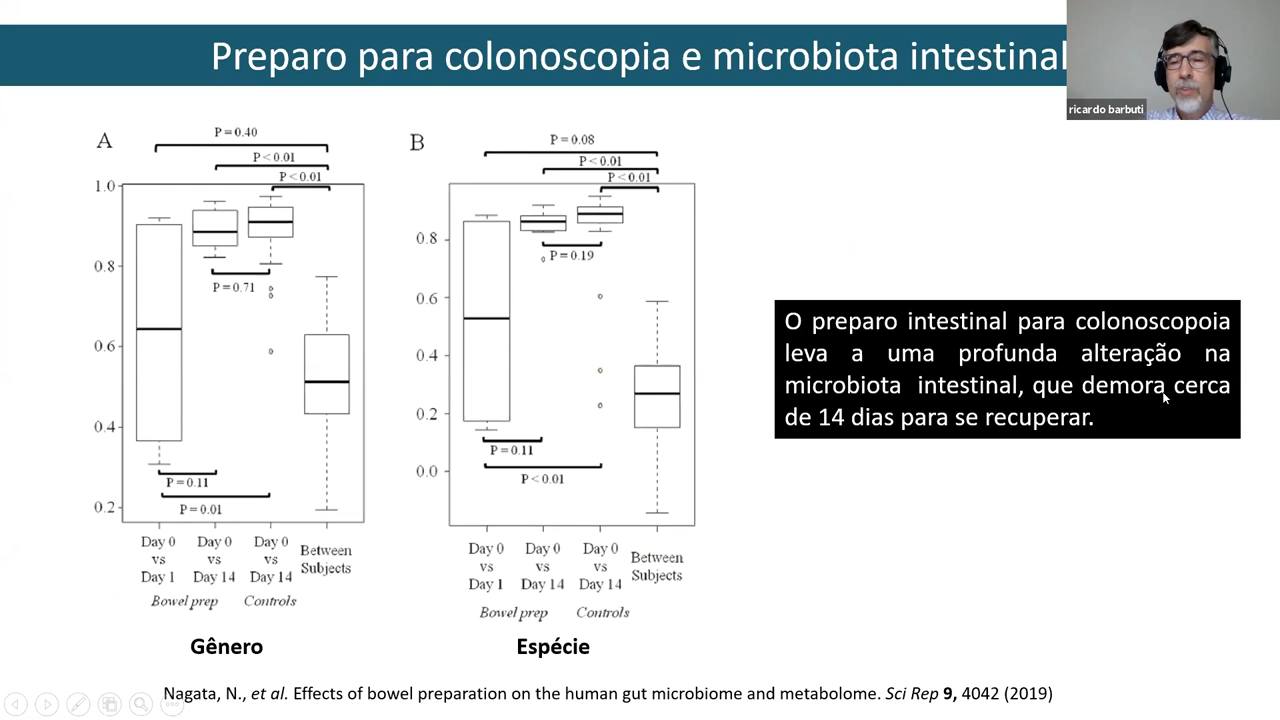 Preparo para colonoscopia e microbiota intestinal
ricardo barbuti
A
P = 0.40
P < 0.01
P < 0.01
1.0
0.8
0.6
0.4
0.2
P = 0.71
P = 0.11
P = 0.01
Day 0 vs Day 1
Day 0 vs Day 14
Day 0 vs Day 14
Between Subjects
Bowel prep
Controls
Gênero
B
P = 0.08
P < 0.01
P < 0.01
0.8
0.6
0.4
0.2
0.0
P = 0.19
P = 0.11
P < 0.01
Day 0 vs Day 1
Day 0 vs Day 14
Day 0 vs Day 14
Between Subjects
Bowel prep
Controls
Espécie
O preparo intestinal para colonoscopoia
leva a uma profunda alteração na
microbiota intestinal, que demora cerca
de 14 dias para se recuperar.
Nagata, N., et al. Effects of bowel preparation on the human gut microbiome and metabolome. Sci Rep 9, 4042 (2019)